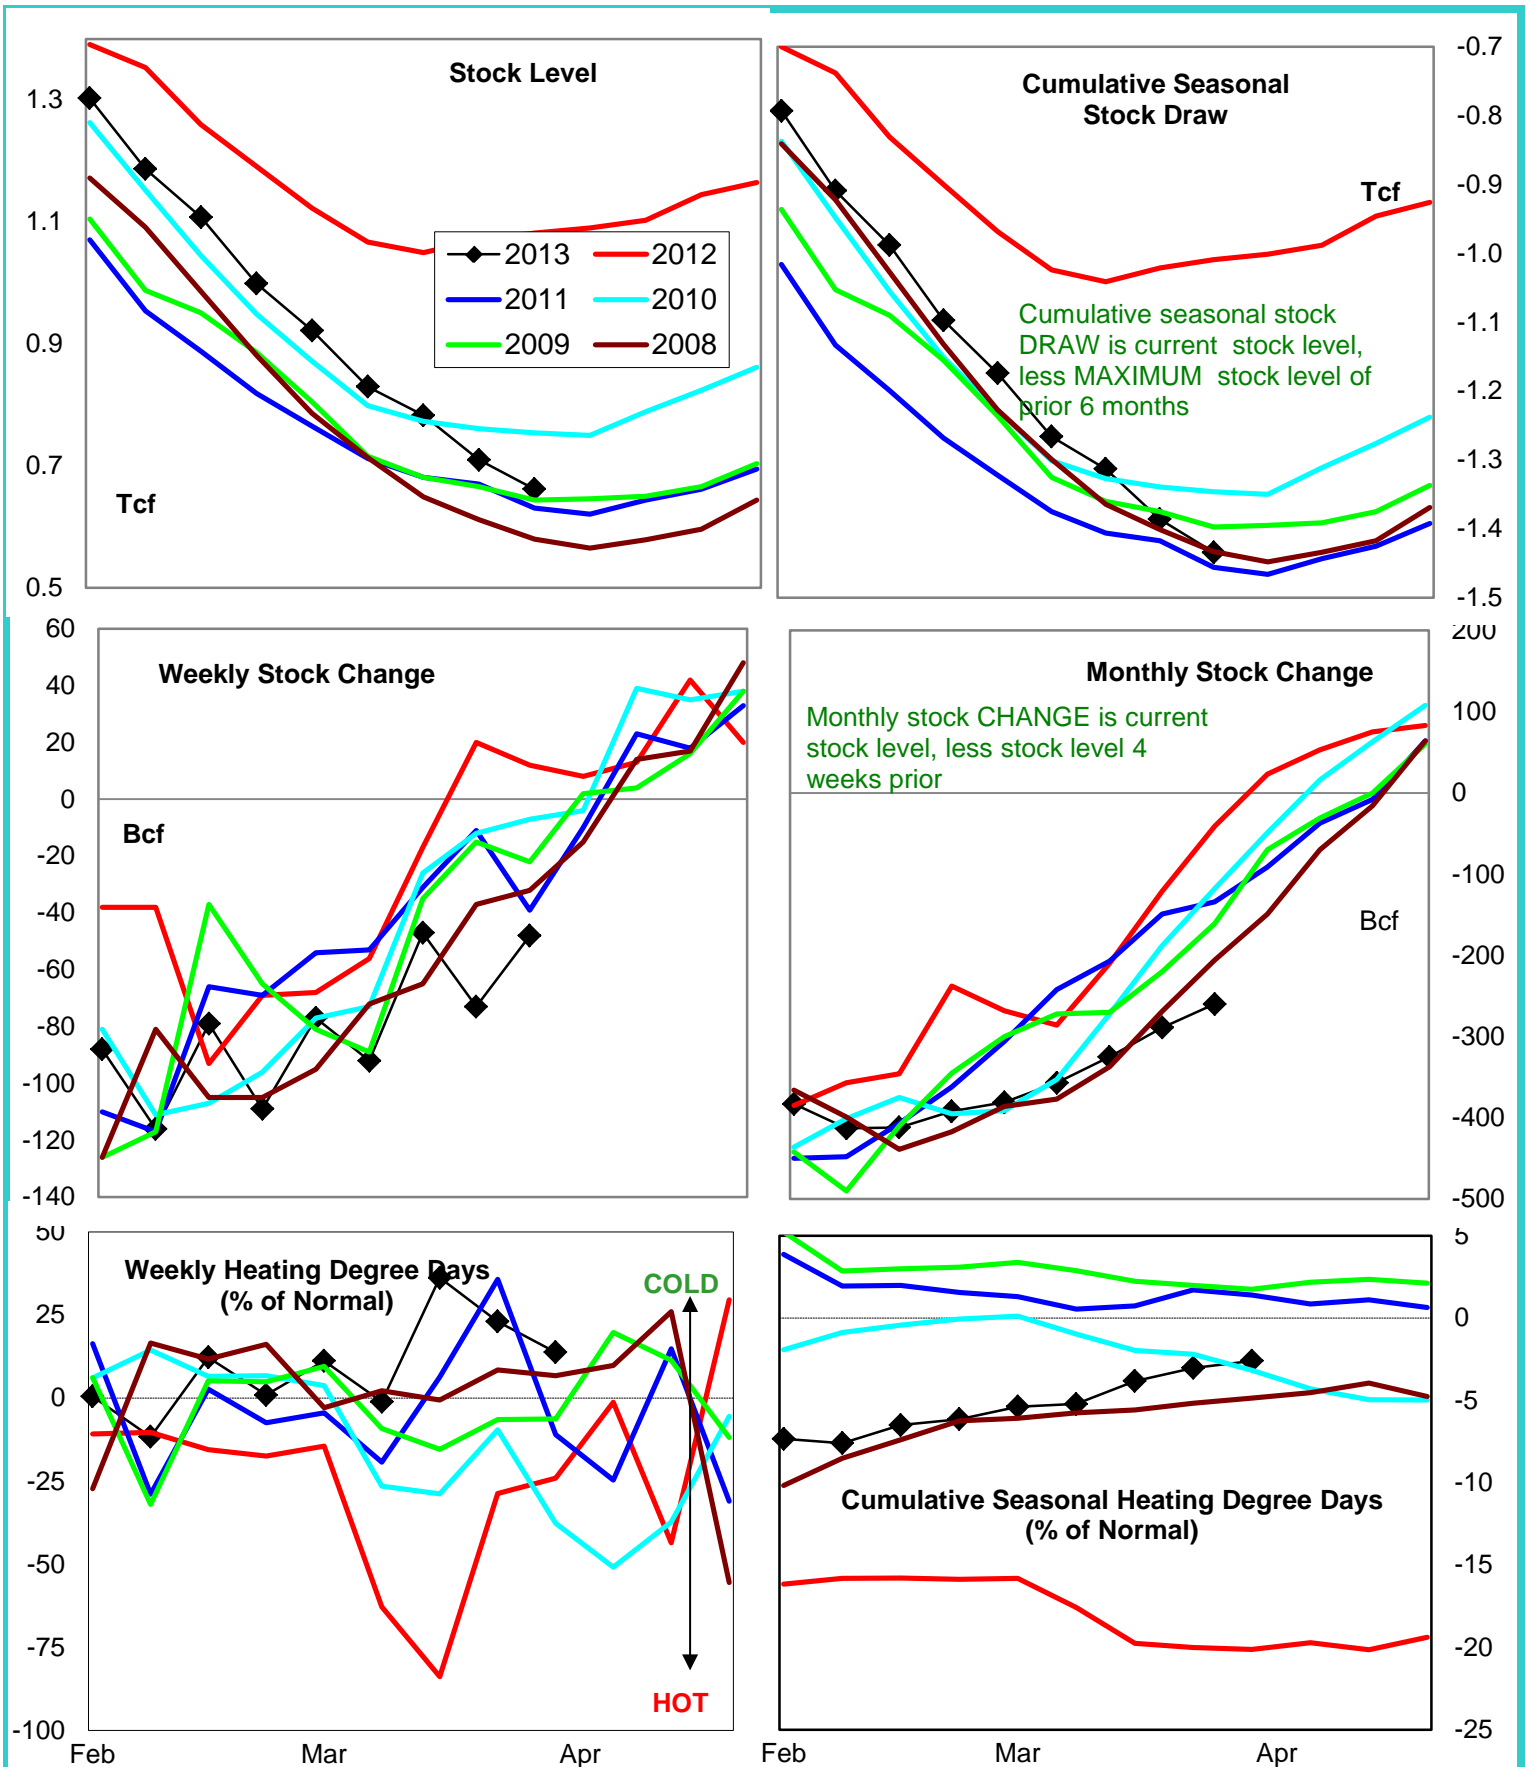 Stock Level
1.3
1.1
0.9
0.7
0.5
Tcf
2013
2012
2011
2010
2009
2008
Cumulative Seasonal
Stock Draw
Tcf
Cumulative seasonal stock
DRAW is current stock level,
less MAXIMUM stock level of
prior 6 months
-0.7
-0.8
-0.9
-1.0
-1.1
-1.2
-1.3
-1.4
-1.5
60
40
20
0
-20
-40
-60
-80
-100
-120
-140
Weekly Stock Change
Bcf
Monthly Stock Change
Monthly stock CHANGE is current
stock level, less stock level 4
weeks prior
Bcf
200
100
0
-100
-200
-300
-400
-500
50
25
0
-25
-50
-75
-100
Weekly Heating Degree Days
(% of Normal)
COLD
HOT
Feb
Mar
Apr
5
0
-5
-10
-15
-20
-25
Cumulative Seasonal Heating Degree Days
(% of Normal)
Feb
Mar
Apr